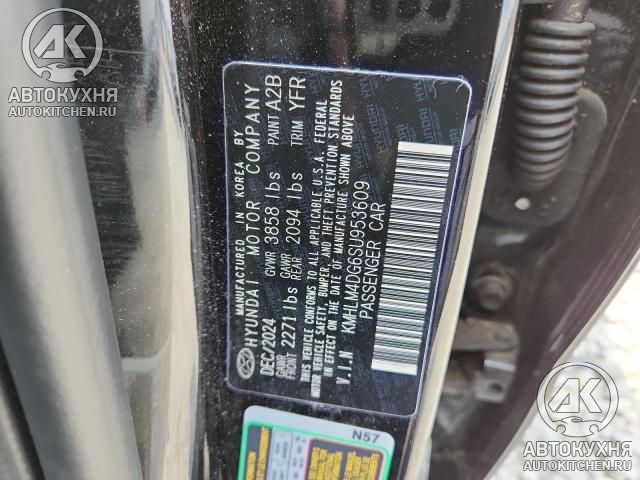 АВТОКУХНЯ
AUTOKITCHEN.RU
MANUFACTURED IN KOREA BY
HYUNDAI MOTOR COMPANY
DEC/2024 GVWR 3858 lbs PAINT A2B
GAWR FRONT 2271 lbs GAWR REAR 2094 lbs TRIM YFR
THIS VEHICLE CONFORMS TO ALL APPLICABLE U.S.A. FEDERAL
MOTOR VEHICLE SAFETY, BUMPER, AND THEFT PREVENTION STANDARDS
IN EFFECT ON THE DATE OF MANUFACTURE SHOWN ABOVE.
V.I.N KMHLM4DG6SU953609
PASSENGER CAR
N57
АВТОКУХНЯ
AUTOKITCHEN.RU